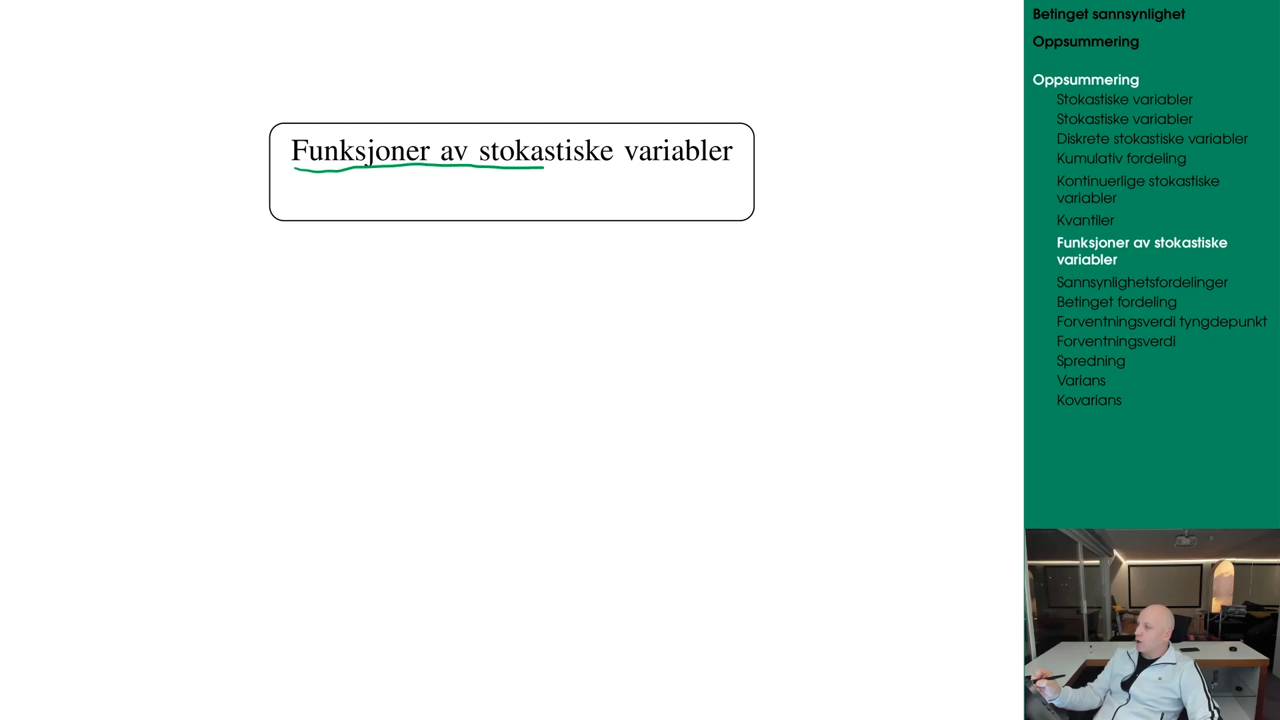 Funksjoner av stokastiske variabler
Betinget sannsynlighet
Oppsummering
Oppsummering
Stokastiske variabler
Stokastiske variabler
Diskrete stokastiske variabler
Kumulativ fordeling
Kontinuerlige stokastiske
variabler
Kvantiler
Funksjoner av stokastiske
variabler
Sannsynlighetsfordelinger
Betinget fordeling
Forventningsverdi tyngdepunkt
Forventningsverdi
Spredning
Varians
Kovarians